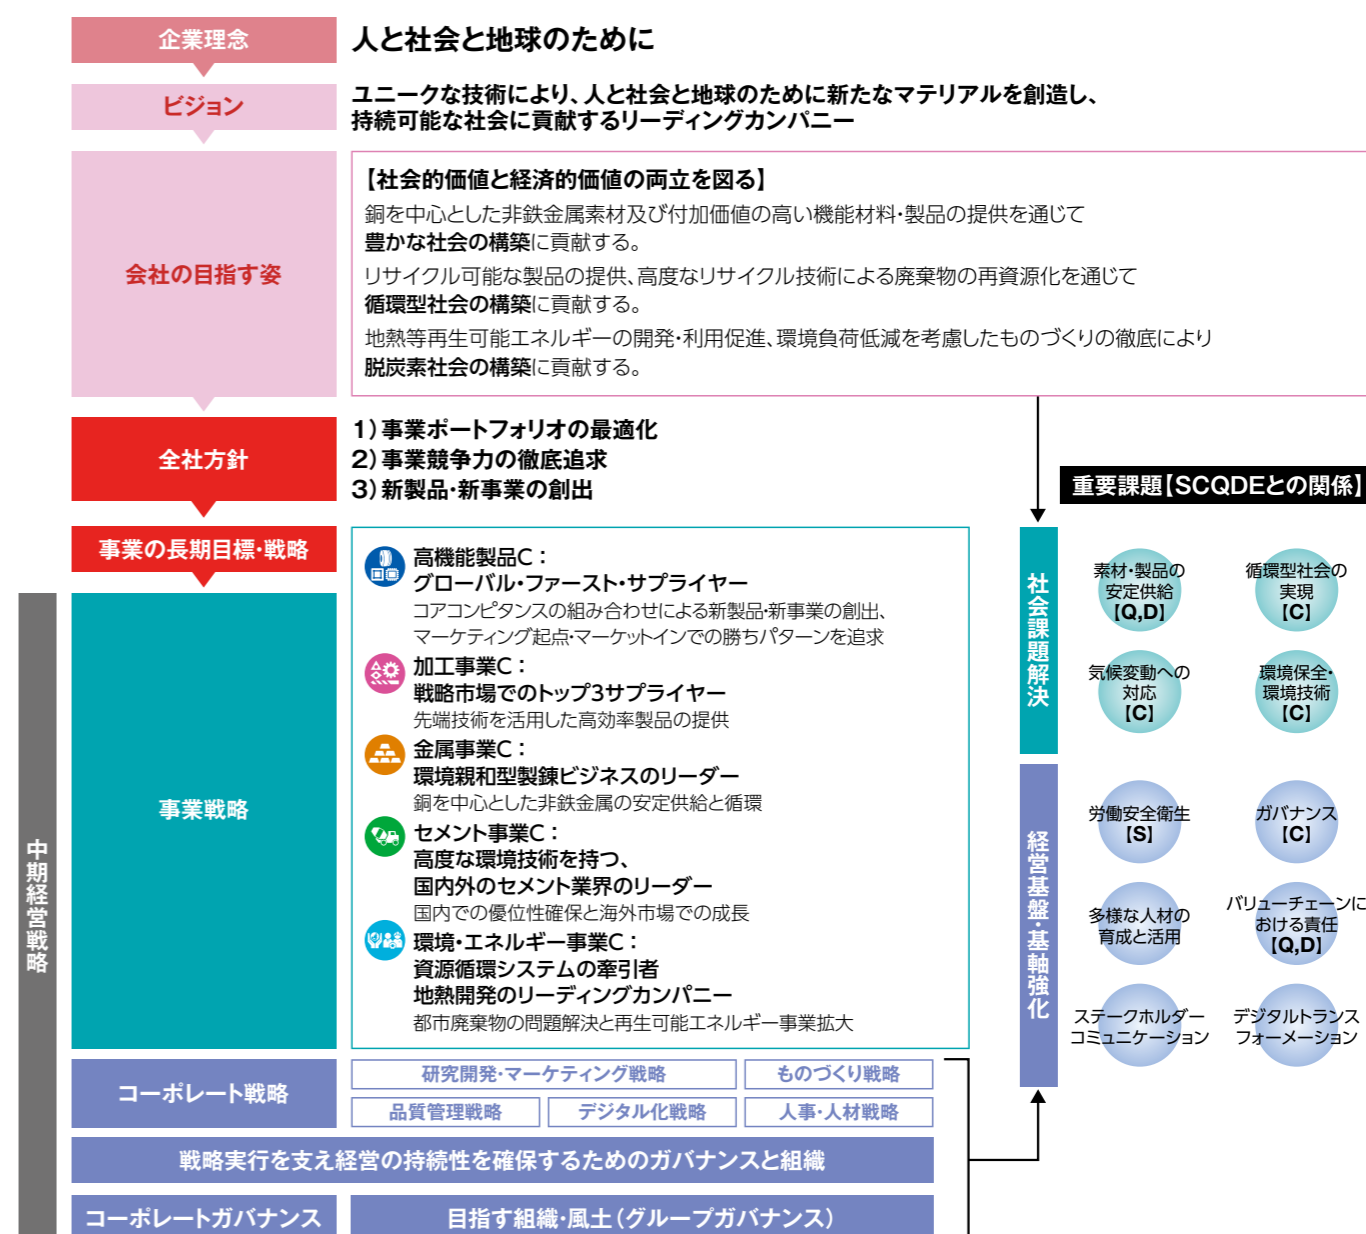 企業理念
人と社会と地球のために
ビジョン
ユニークな技術により、人と社会と地球のために新たなマテリアルを創造し、
持続可能な社会に貢献するリーディングカンパニー
会社の目指す姿
【社会的価値と経済的価値の両立を図る】
銅を中心とした非鉄金属素材及び付加価値の高い機能材料・製品の提供を通じて
豊かな社会の構築に貢献する。
リサイクル可能な製品の提供、高度なリサイクル技術による廃棄物の再資源化を通じて
循環型社会の構築に貢献する。
地熱等再生可能エネルギーの開発・利用促進、環境負荷低減を考慮したものづくりの徹底により
脱炭素社会の構築に貢献する。
全社方針
1）事業ポートフォリオの最適化
2）事業競争力の徹底追求
3）新製品・新事業の創出
事業の長期目標・戦略
中期経営戦略
事業戦略
高機能製品C：
グローバル・ファースト・サプライヤー
コアコンピタンスの組み合わせによる新製品・新事業の創出、
マーケティング起点・マーケットインでの勝ちパターンを追求
加工事業C：
戦略市場でのトップ3サプライヤー
先端技術を活用した高効率製品の提供
金属事業C：
環境親和型製錬ビジネスのリーダー
銅を中心とした非鉄金属の安定供給と循環
セメント事業C：
高度な環境技術を持つ、
国内外のセメント業界のリーダー
国内での優位性確保と海外市場での成長
環境・エネルギー事業C：
資源循環システムの牽引者
地熱開発のリーディングカンパニー
都市廃棄物の問題解決と再生可能エネルギー事業拡大
コーポレート戦略
研究開発・マーケティング戦略
ものづくり戦略
品質管理戦略
デジタル化戦略
人事・人材戦略
戦略実行を支え経営の持続性を確保するためのガバナンスと組織
コーポレートガバナンス
目指す組織・風土（グループガバナンス）
重要課題【SCQDEとの関係】
社会課題解決
素材・製品の
安定供給
【Q,D】
循環型社会の
実現
【C】
気候変動への
対応
【C】
環境保全・
環境技術
【C】
経営基盤・基軸強化
労働安全衛生
【S】
ガバナンス
【C】
多様な人材の
育成と活用
バリューチェーンに
おける責任
【Q,D】
ステークホルダー
コミュニケーション
デジタルトランス
フォーメーション